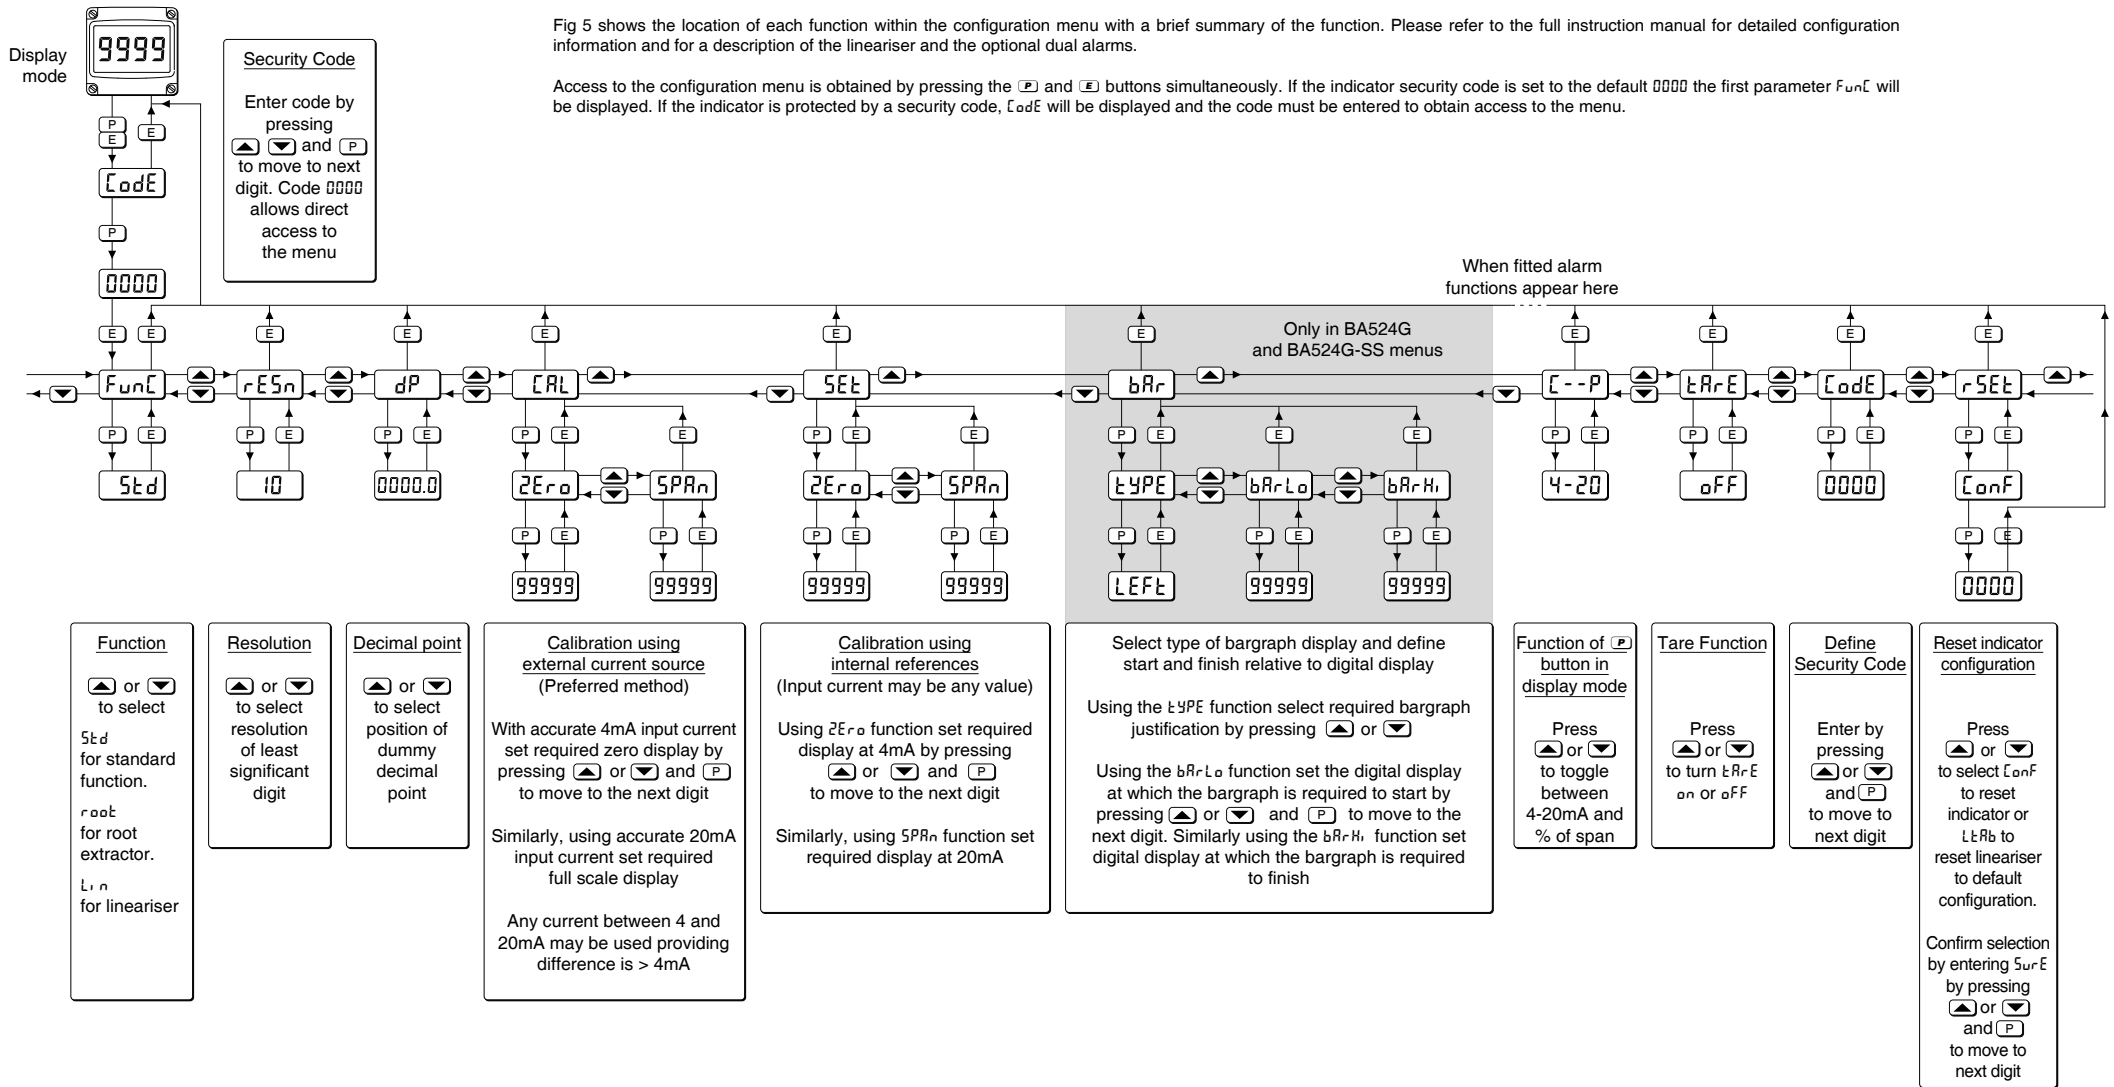 Fig 5 shows the location of each function within the configuration menu with a brief summary of the function. Please refer to the full instruction manual for detailed configuration
information and for a description of the lineariser and the optional dual alarms.
Access to the configuration menu is obtained by pressing the P and E buttons simultaneously. If the indicator security code is set to the default 0000 the first parameter FunC will
be displayed. If the indicator is protected by a security code, CodE will be displayed and the code must be entered to obtain access to the menu.
Display
mode
9999
P
E
E
CodE
P
0000
Security Code
Enter code by
pressing
▲ ▼ and P
to move to next
digit. Code 0000
allows direct
access to
the menu
When fitted alarm
functions appear here
Only in BA524G
and BA524G-SS menus
E E E E E E E E E E E
FunC ▲ ▼ rESn ▲ ▼ dP ▲ ▼ CAL ▲ ▼ SEt ▲ ▼ bAr ▲ ▼ C--P ▲ ▼ tArE ▲ ▼ CodE ▲ ▼ rSEt ▲
▼
P E P E P E P E E P E E P E E E P E P E P E P E
Std 10 0000.0 2Ero ▲ ▼ SPAn 2Ero ▲ ▼ SPAn tYPE ▲ ▼ bArLo ▲ ▼ bArHi 4-20 oFF 0000 ConF
P E P E P E P E P E P E P E P E
99999 99999 99999 99999 LEFt 99999 99999 0000
Function
▲ or ▼
to select
Std
for standard
function.
root
for root
extractor.
Lin
for lineariser
Resolution
▲ or ▼
to select
resolution
of least
significant
digit
Decimal point
▲ or ▼
to select
position of
dummy
decimal
point
Calibration using
external current source
(Preferred method)
With accurate 4mA input current
set required zero display by
pressing ▲ or ▼ and P
to move to the next digit
Similarly, using accurate 20mA
input current set required
full scale display
Any current between 4 and
20mA may be used providing
difference is > 4mA
Calibration using
internal references
(Input current may be any value)
Using 2Ero function set required
display at 4mA by pressing
▲ or ▼ and P
to move to the next digit
Similarly, using SPAn function set
required display at 20mA
Select type of bargraph display and define
start and finish relative to digital display
Using the tYPE function select required bargraph
justification by pressing ▲ or ▼
Using the bArLo function set the digital display
at which the bargraph is required to start by
pressing ▲ or ▼ and P to move to the
next digit. Similarly using the bArHi function set
digital display at which the bargraph is required
to finish
Function of P
button in
display mode
Press
▲ or ▼
to toggle
between
4-20mA and
% of span
Tare Function
Press
▲ or ▼
to turn tArE
on or oFF
Define
Security Code
Enter by
pressing
▲ or ▼
and P
to move to
next digit
Reset indicator
configuration
Press
▲ or ▼
to select ConF
to reset
indicator or
LtAb to
reset lineariser
to default
configuration.
Confirm selection
by entering SurE
by pressing
▲ or ▼
and P
to move to
next digit